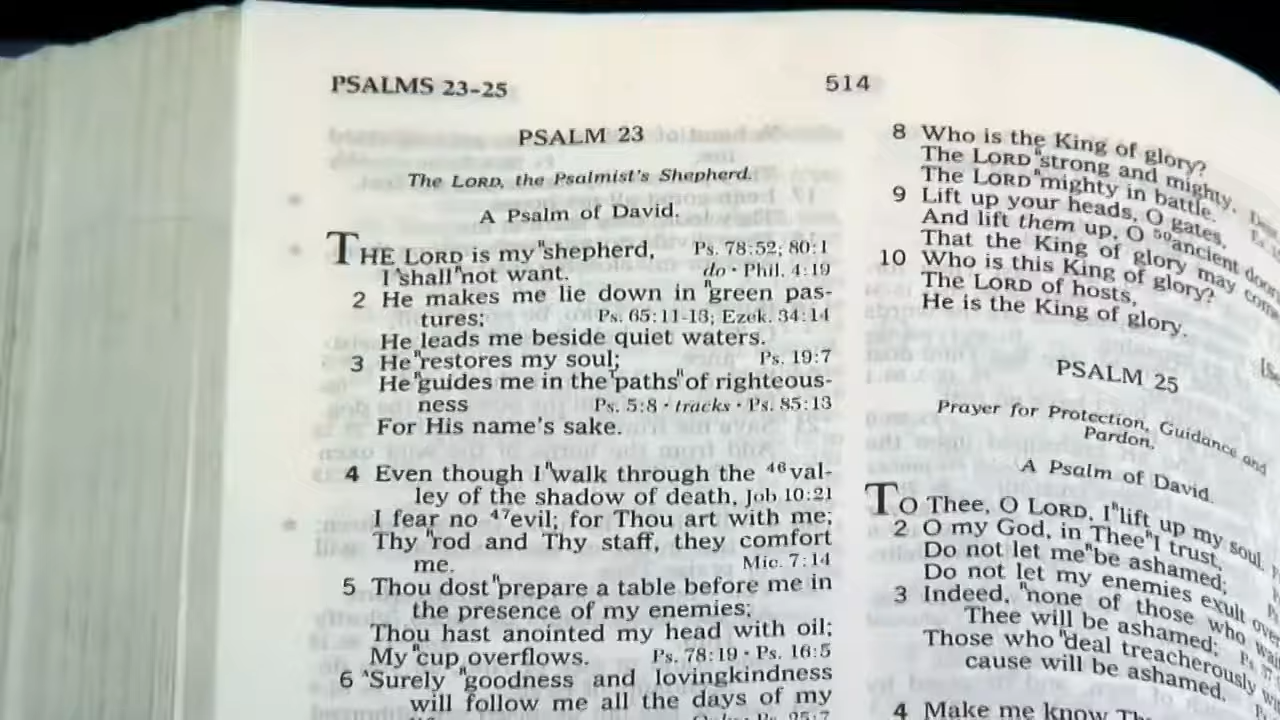 PSALMS 23-25
514
PSALM 23
The LORD, the Psalmist's Shepherd.
A Psalm of David.
THE LORD is my "shepherd, Ps. 78:52; 80:1
I 'shall "not want. do · Phil. 4:19
2 He makes me lie down in "green pas-
tures; Ps. 65:11-13; Ezek. 34:14
He leads me beside quiet waters.
3 He "restores my soul; Ps. 19:7
He "guides me in the 'paths "of righteous-
ness Ps. 5:8 · tracks · Ps. 85:13
For His name's sake.
4 Even though I "walk through the 46val-
ley of the shadow of death, Job 10:21
I fear no 47evil; for Thou art with me;
Thy "rod and Thy staff, they comfort
me. Mic. 7:14
5 Thou dost "prepare a table before me in
the presence of my enemies;
Thou hast anointed my head with oil;
My "cup overflows. Ps. 78:19 · Ps. 16:5
6 "Surely "goodness and lovingkindness
will follow me all the days of my
8 Who is the King of glory?
The LORD "strong and mighty,
The LORD "mighty in battle.
9 Lift up your heads, O gates,
And lift them up, O 50ancient
That the King of glory may
10 Who is this King of glory?
The LORD of hosts,
He is the King of glory.
PSALM 25
Prayer for Protection, Guidance and
Pardon.
A Psalm of David.
TO Thee, O LORD, I "lift up my soul.
2 O my God, in Thee "I trust,
Do not let me "be ashamed;
Do not let my enemies exult
3 Indeed, "none of those who
Thee will be ashamed;
Those who "deal treacherously
cause will be ashamed.
4 Make me know